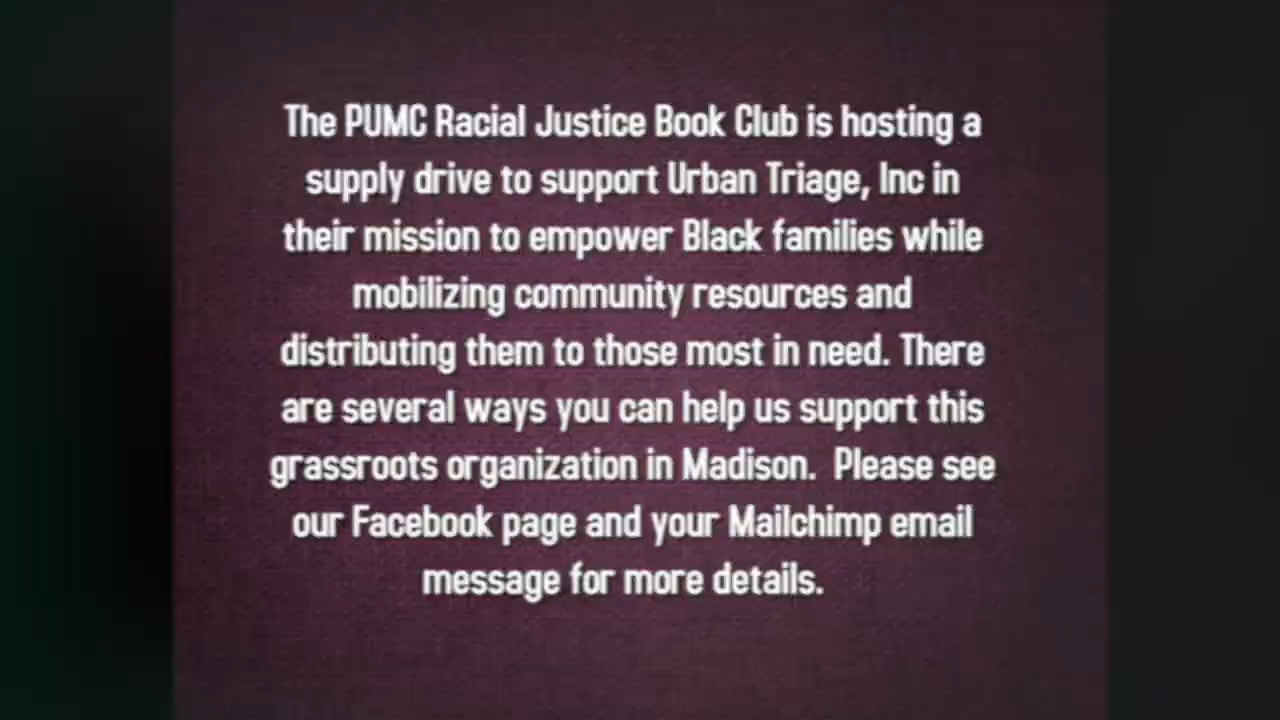 The PUMC Racial Justice Book Club is hosting a
supply drive to support Urban Triage, Inc in
their mission to empower Black families while
mobilizing community resources and
distributing them to those most in need. There
are several ways you can help us support this
grassroots organization in Madison.  Please see
our Facebook page and your Mailchimp email
message for more details.